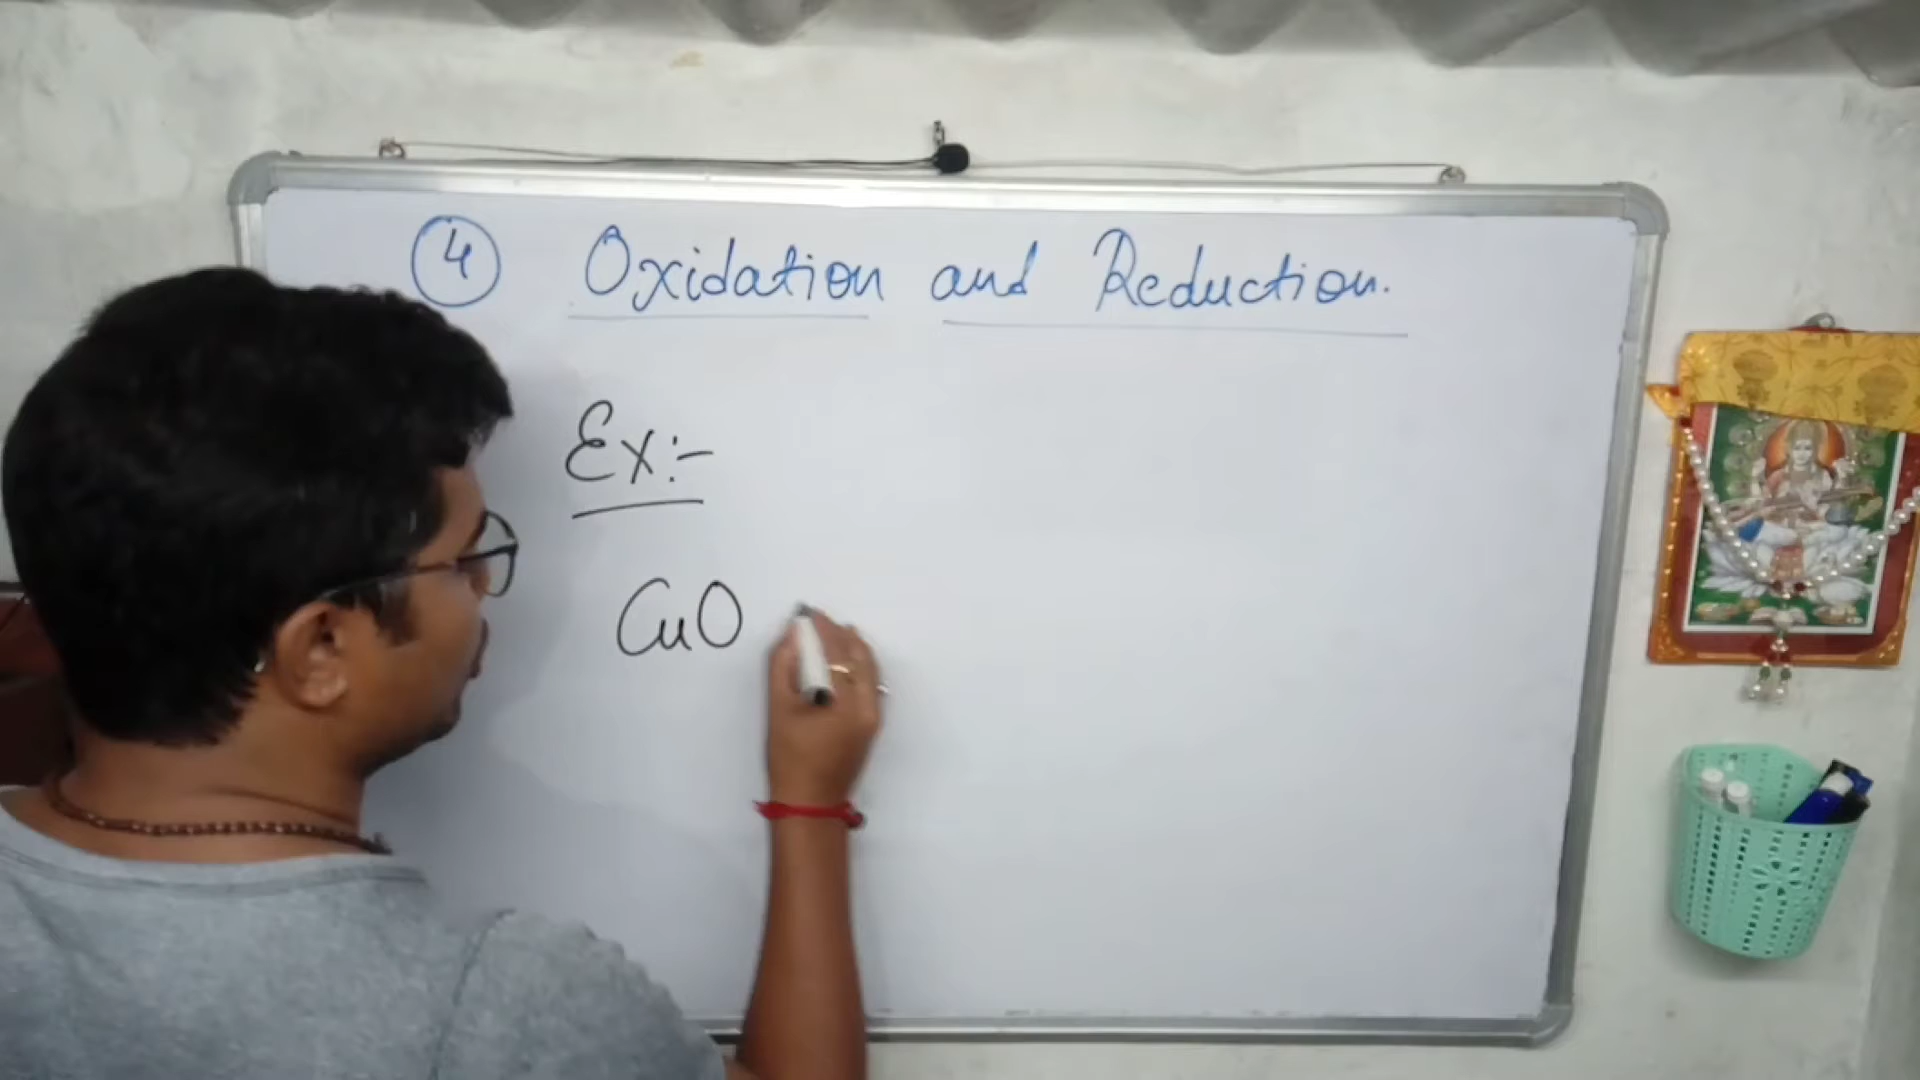 ④ Oxidation and Reduction.
Ex:-
CuO